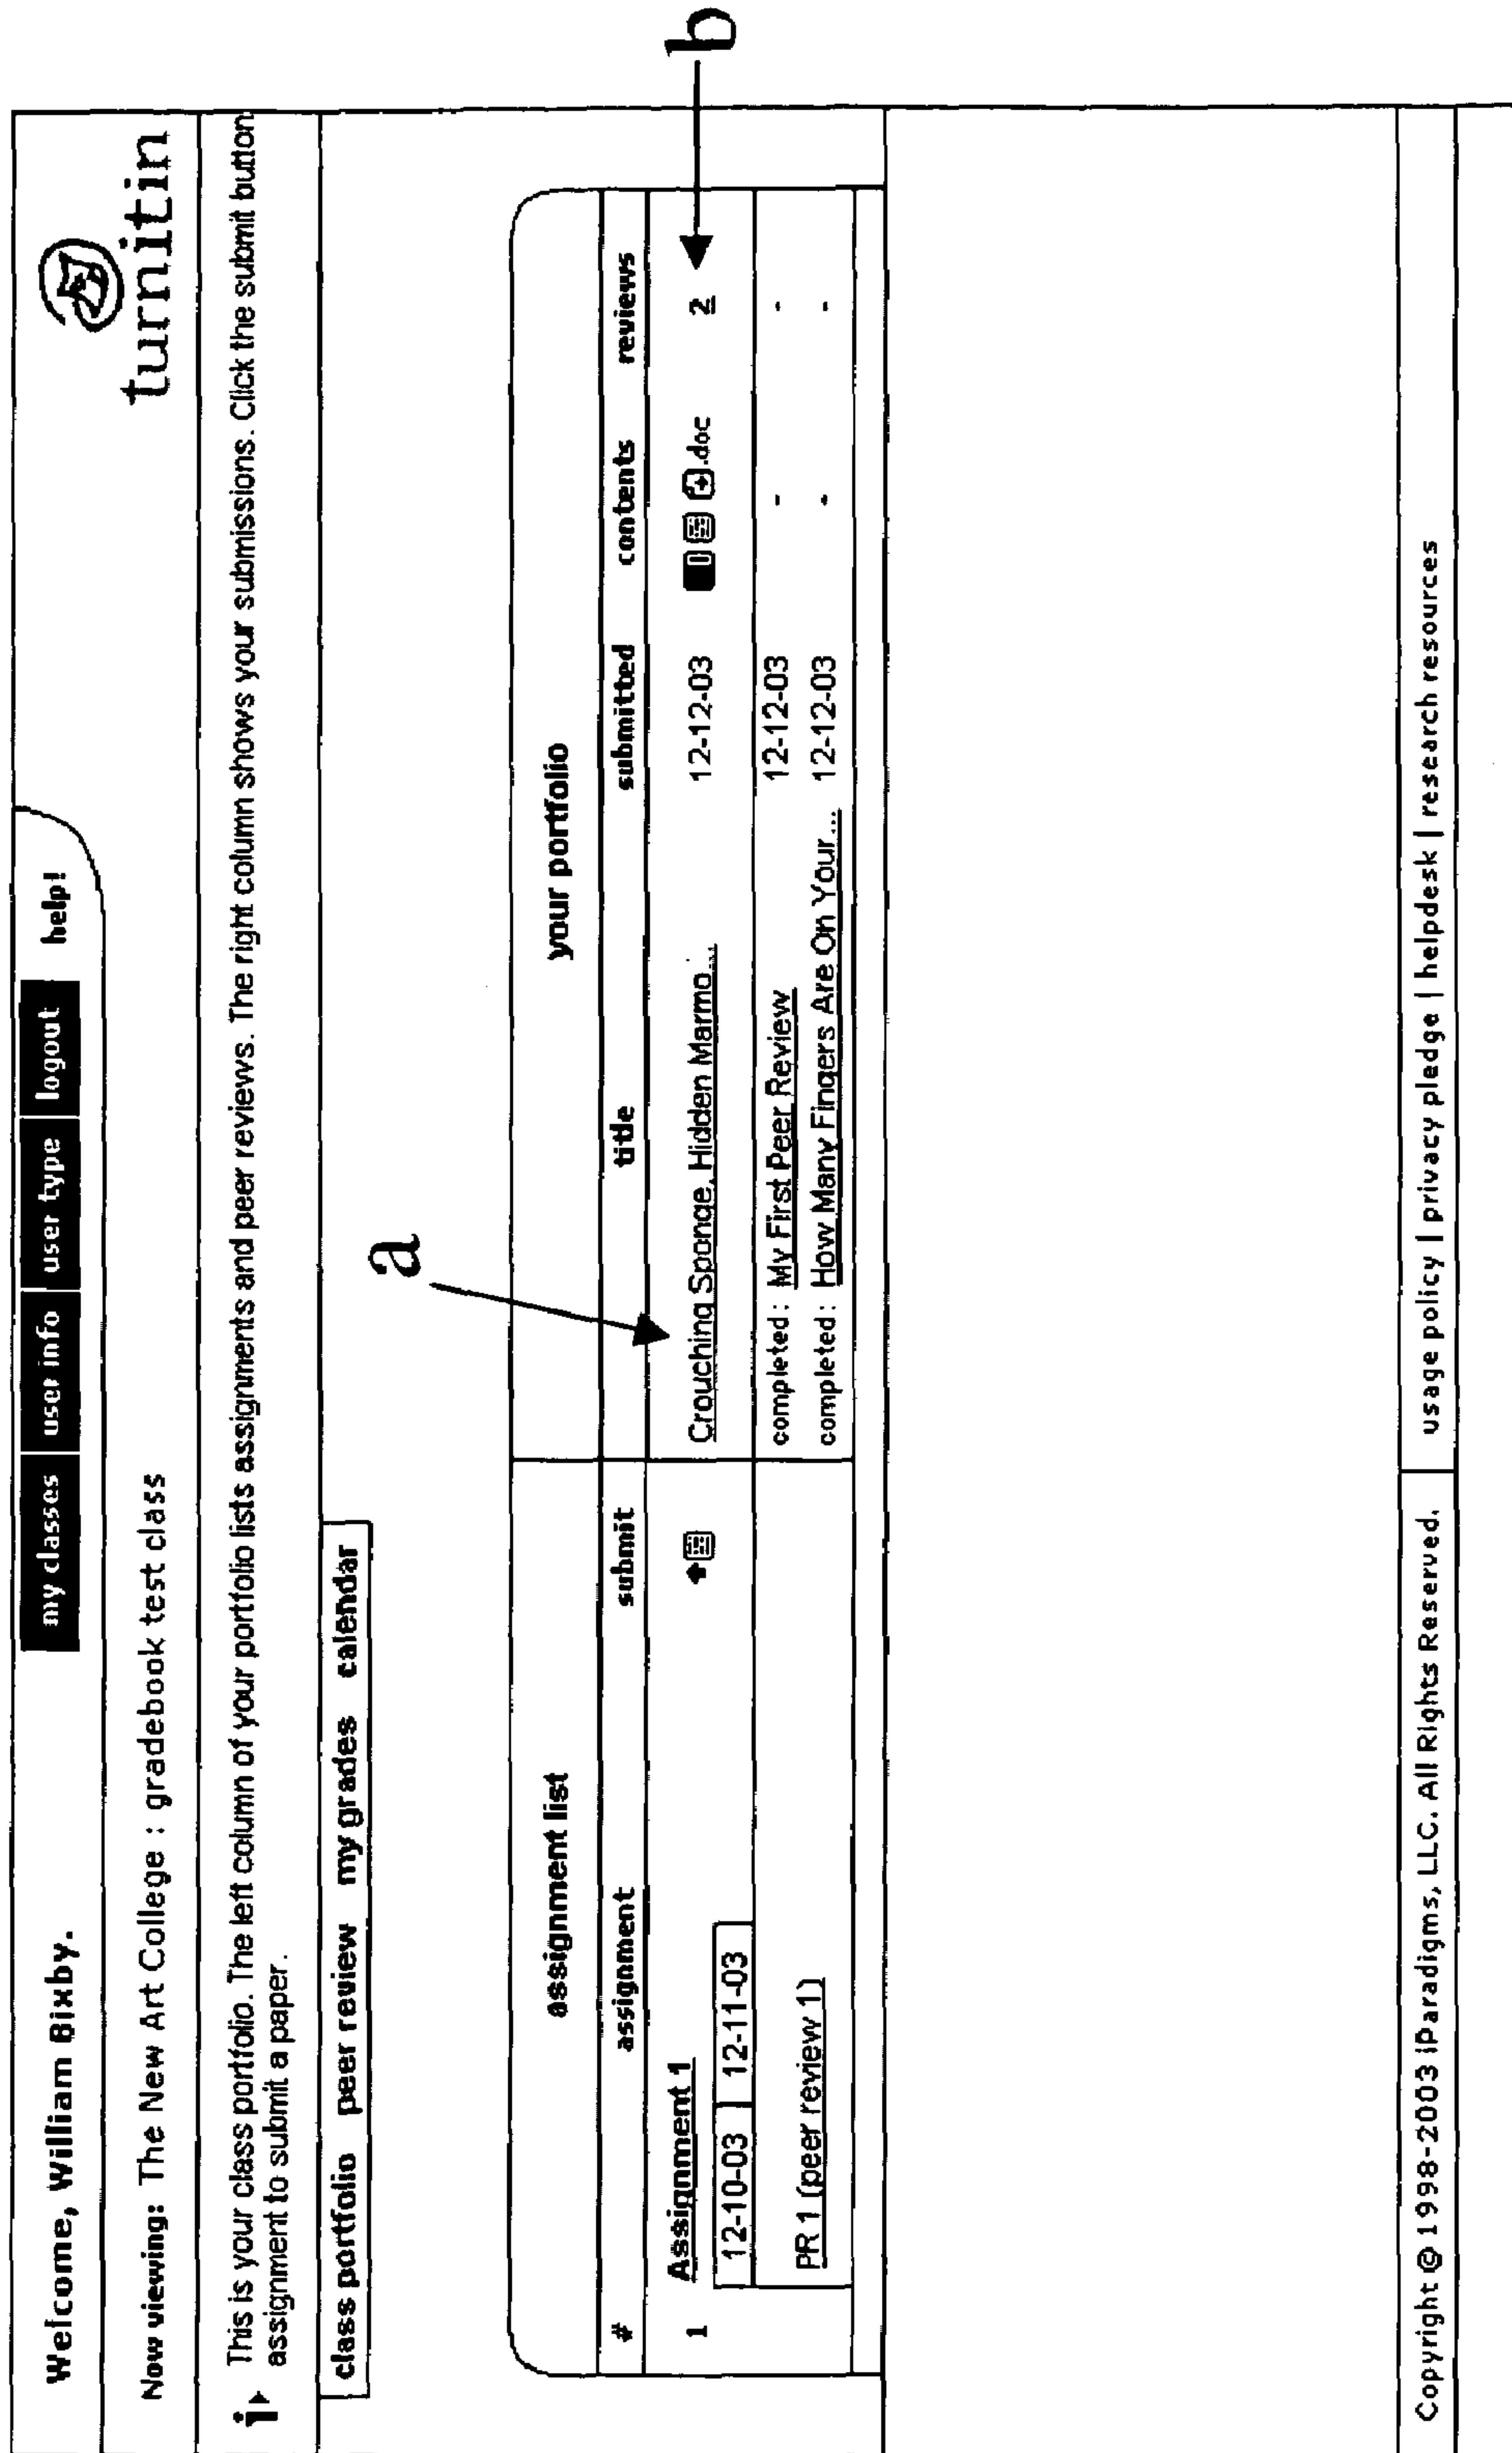 Welcome, William Bixby.
my classes user info user type logout help!
turnitin
Now viewing: The New Art College : gradebook test class
This is your class portfolio. The left column of your portfolio lists assignments and peer reviews. The right column shows your submissions. Click the submit button
assignment to submit a paper.
class portfolio peer review my grades calendar
a
assignment list your portfolio
# assignment submit title submitted contents reviews
1 Assignment 1 Crouching Sponge, Hidden Marmo... 12-12-03 .doc 2 b
12-10-03 12-11-03
PR 1 (peer review 1) completed: My First Peer Review 12-12-03 - -
completed: How Many Fingers Are On Your... 12-12-03 - -
Copyright © 1998-2003 iParadigms, LLC. All Rights Reserved. usage policy | privacy pledge | helpdesk | research resources